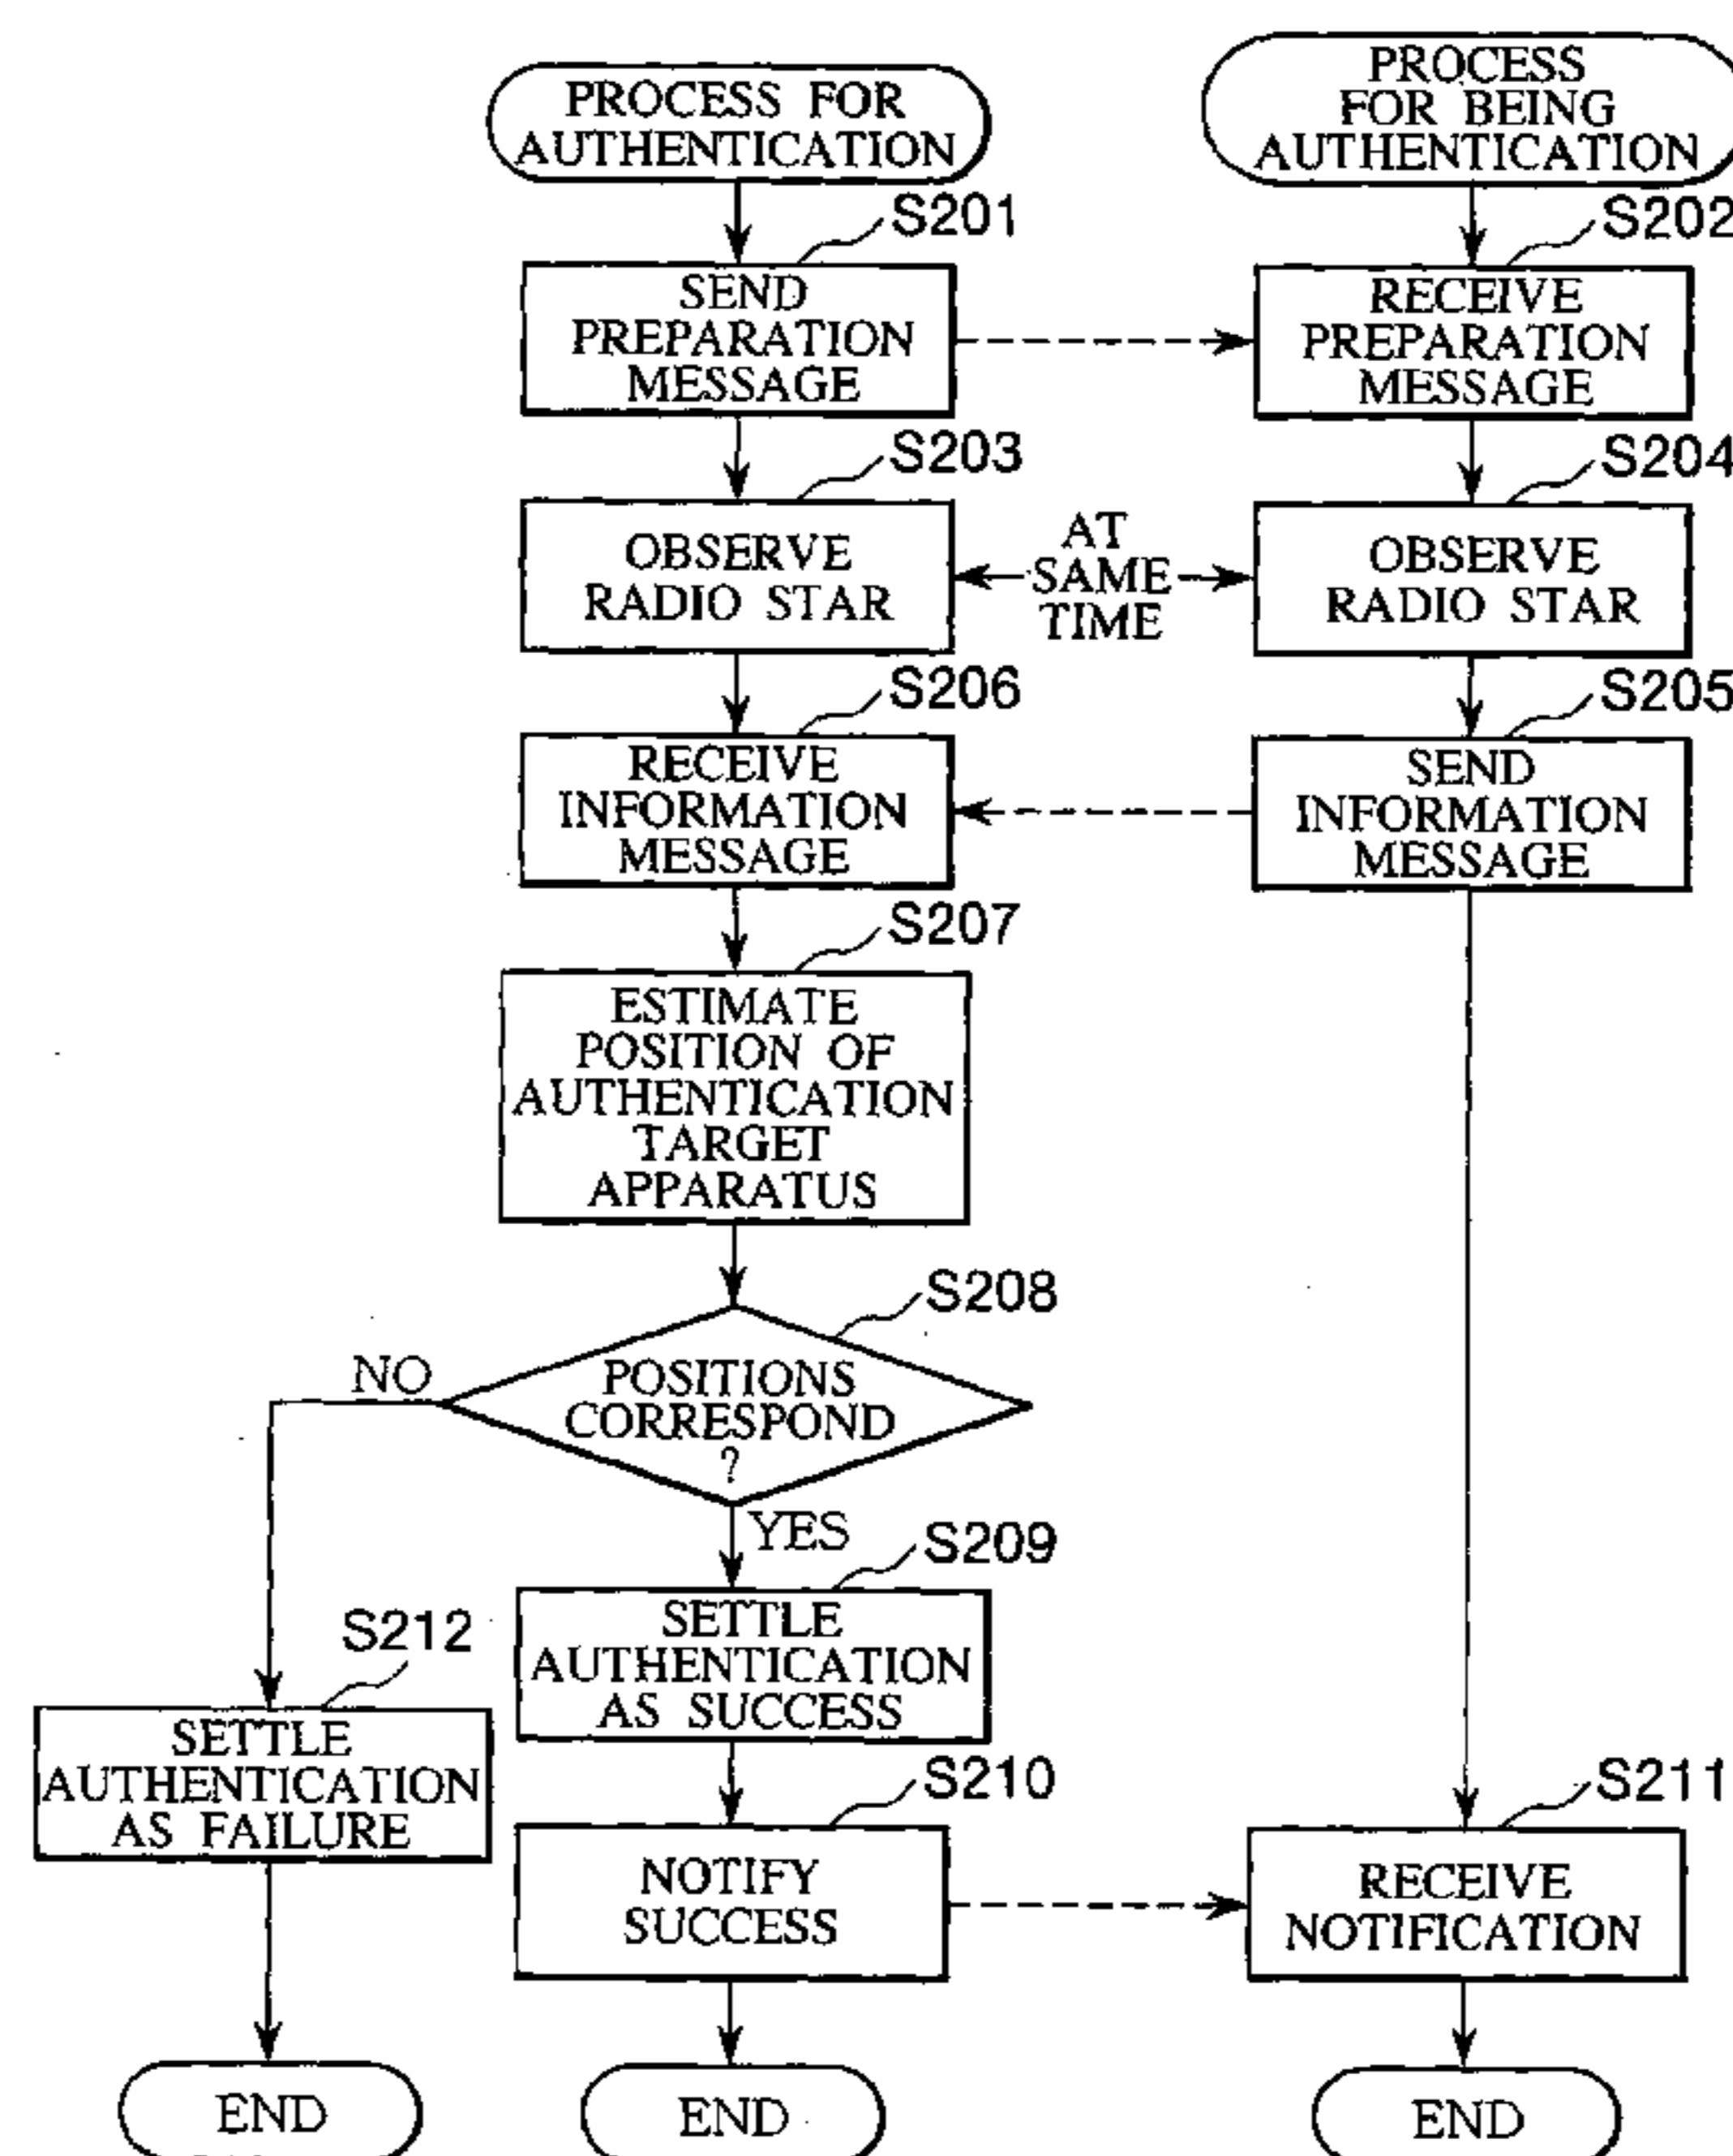 PROCESS FOR
AUTHENTICATION
PROCESS
FOR BEING
AUTHENTICATION
S201
SEND
PREPARATION
MESSAGE
S202
RECEIVE
PREPARATION
MESSAGE
S203
OBSERVE
RADIO STAR
AT
SAME
TIME
S204
OBSERVE
RADIO STAR
S206
RECEIVE
INFORMATION
MESSAGE
S205
SEND
INFORMATION
MESSAGE
S207
ESTIMATE
POSITION OF
AUTHENTICATION
TARGET
APPARATUS
S208
POSITIONS
CORRESPOND
?
NO
YES
S209
SETTLE
AUTHENTICATION
AS SUCCESS
S212
SETTLE
AUTHENTICATION
AS FAILURE
S210
NOTIFY
SUCCESS
S211
RECEIVE
NOTIFICATION
END
END
END